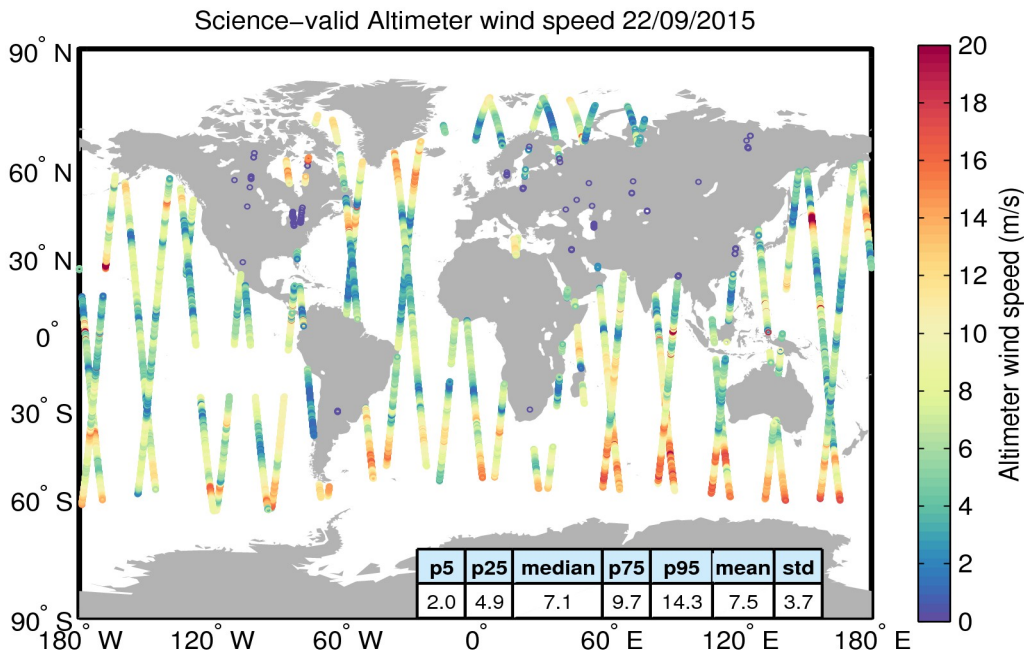 Science−valid Altimeter wind speed 22/09/2015
90° N
60° N
30° N
0°
30° S
60° S
90° S
180° W
120° W
60° W
0°
60° E
120° E
180° E
p5 p25 median p75 p95 mean std
2.0 4.9 7.1 9.7 14.3 7.5 3.7
20
18
16
14
12
10
8
6
4
2
0
Altimeter wind speed (m/s)